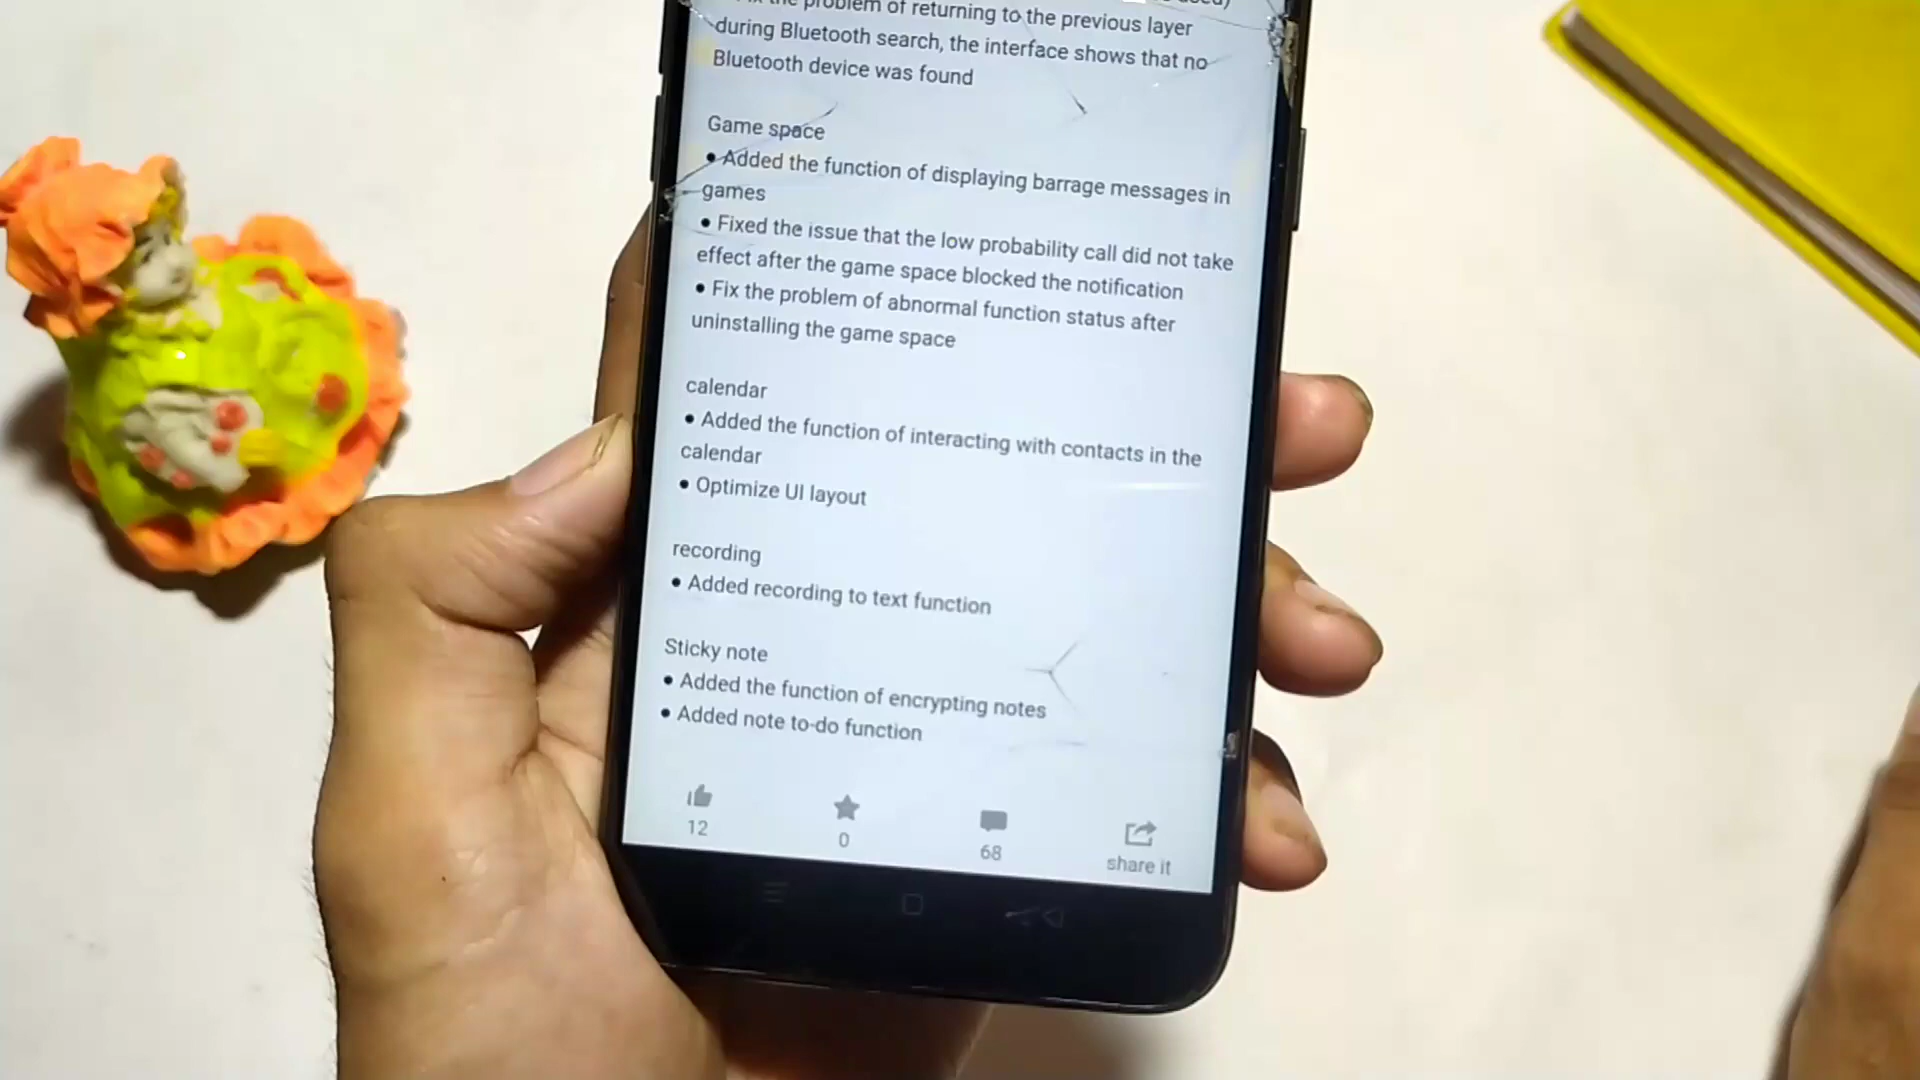 the problem of returning to the previous layer
during Bluetooth search, the interface shows that no
Bluetooth device was found
Game space
• Added the function of displaying barrage messages in
games
• Fixed the issue that the low probability call did not take
effect after the game space blocked the notification
• Fix the problem of abnormal function status after
uninstalling the game space
calendar
• Added the function of interacting with contacts in the
calendar
• Optimize UI layout
recording
• Added recording to text function
Sticky note
• Added the function of encrypting notes
• Added note to-do function
12
0
68
share it